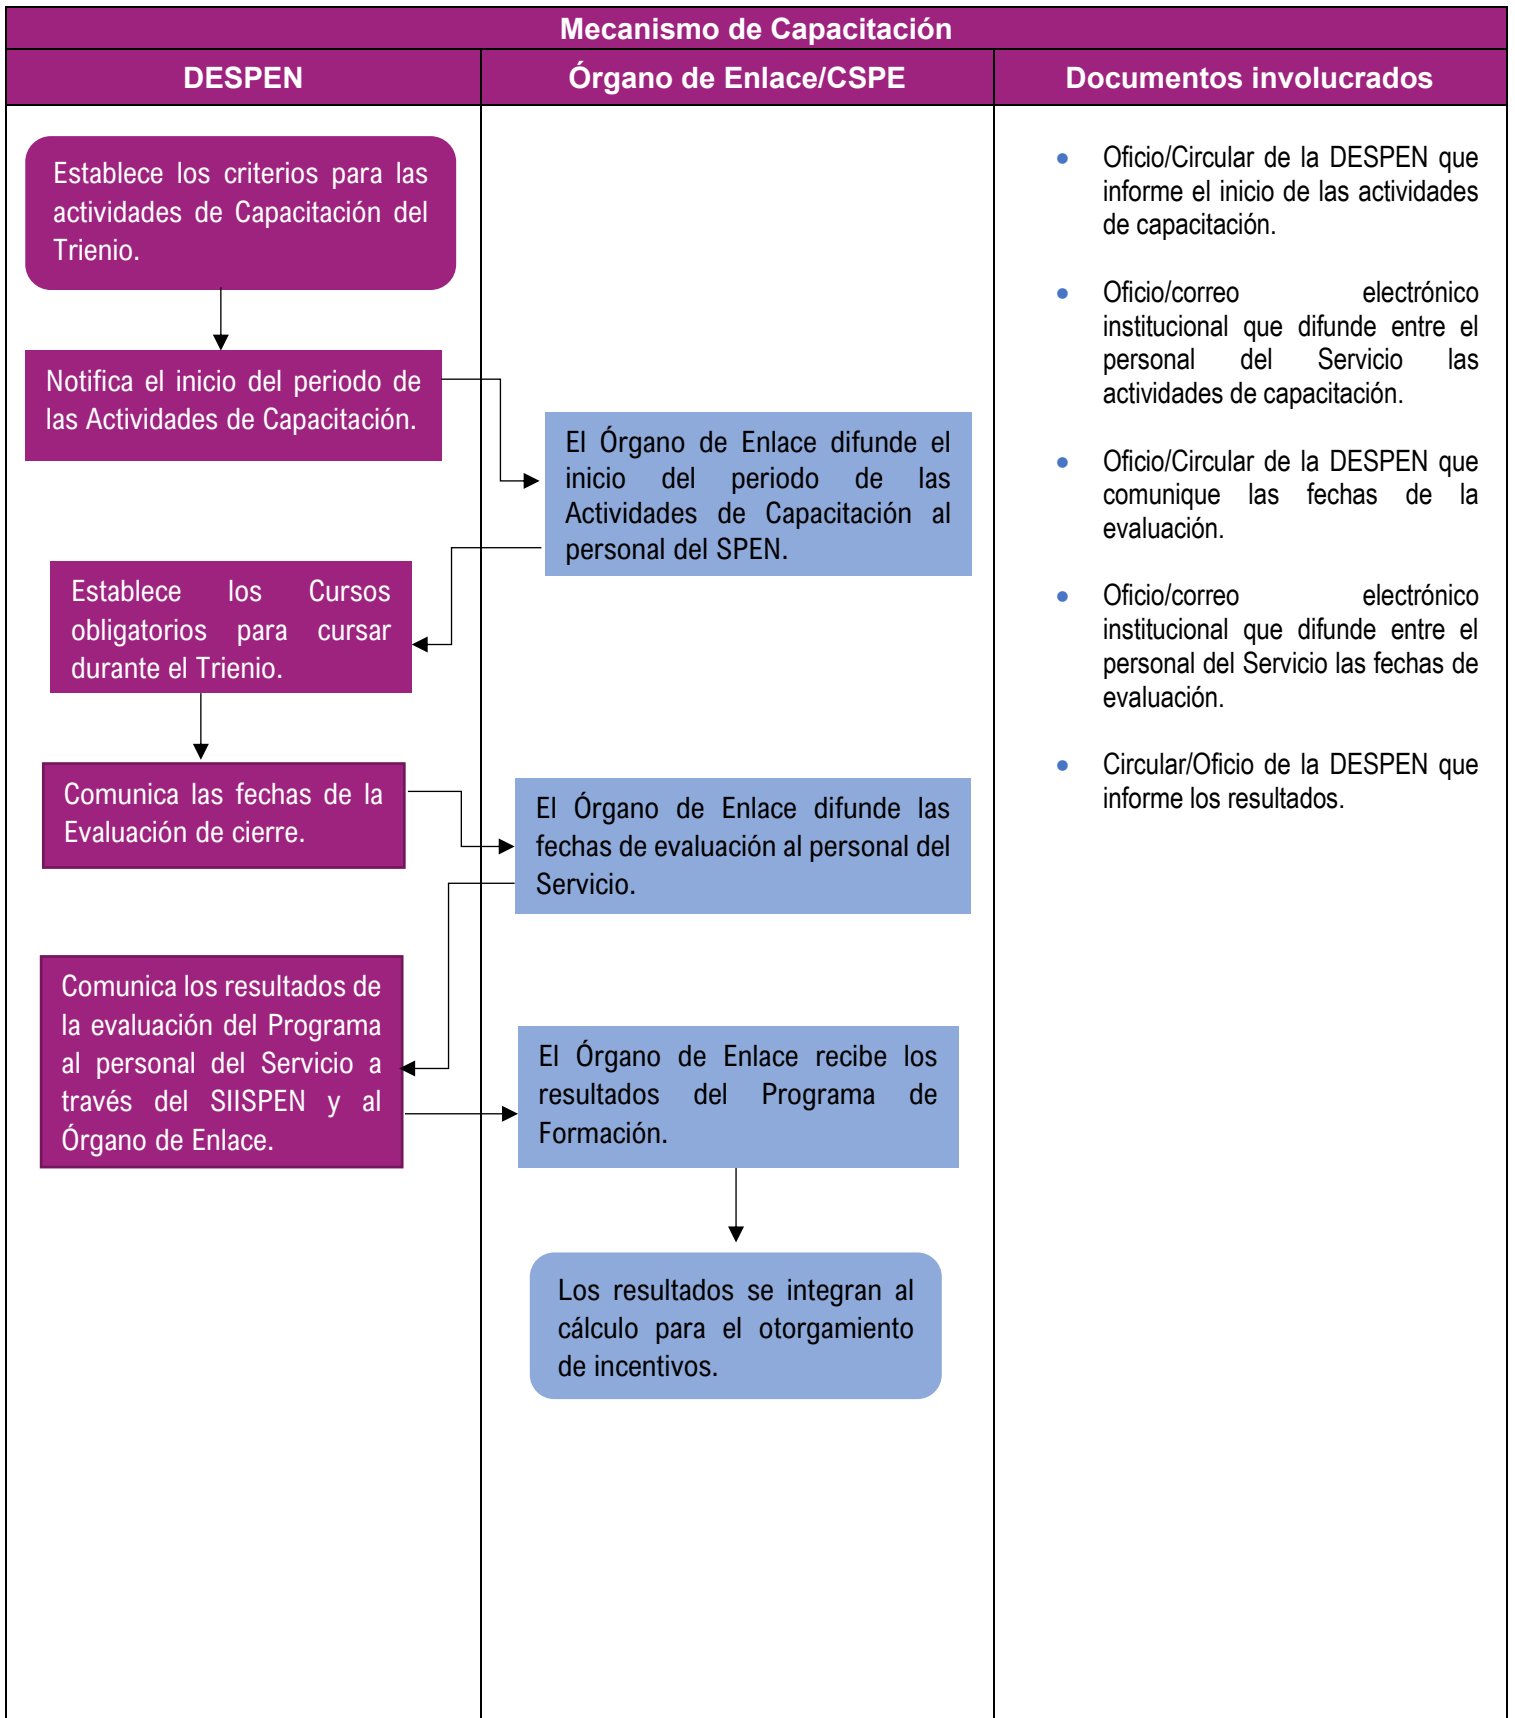 Mecanismo de Capacitación
DESPEN
Órgano de Enlace/CSPE
Documentos involucrados
Establece los criterios para las
actividades de Capacitación del
Trienio.
Notifica el inicio del periodo de
las Actividades de Capacitación.
El Órgano de Enlace difunde el
inicio del periodo de las
Actividades de Capacitación al
personal del SPEN.
Establece los Cursos
obligatorios para cursar
durante el Trienio.
Comunica las fechas de la
Evaluación de cierre.
El Órgano de Enlace difunde las
fechas de evaluación al personal del
Servicio.
Comunica los resultados de
la evaluación del Programa
al personal del Servicio a
través del SIISPEN y al
Órgano de Enlace.
El Órgano de Enlace recibe los
resultados del Programa de
Formación.
Los resultados se integran al
cálculo para el otorgamiento
de incentivos.
• Oficio/Circular de la DESPEN que
informe el inicio de las actividades
de capacitación.
• Oficio/correo electrónico
institucional que difunde entre el
personal del Servicio las
actividades de capacitación.
• Oficio/Circular de la DESPEN que
comunique las fechas de la
evaluación.
• Oficio/correo electrónico
institucional que difunde entre el
personal del Servicio las fechas de
evaluación.
• Circular/Oficio de la DESPEN que
informe los resultados.